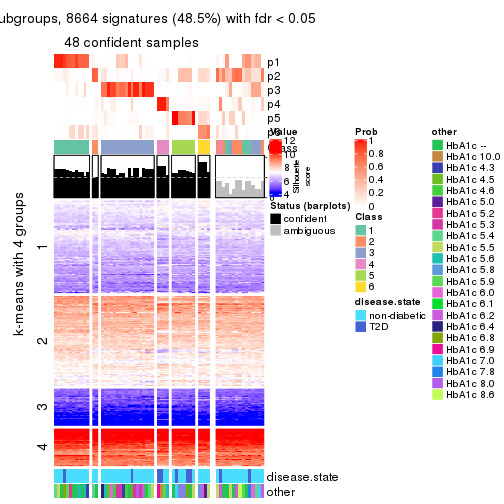 ubgroups, 8664 signatures (48.5%) with fdr < 0.05
48 confident samples
p1
p2
p3
p4
p5
p6
Class
1
2
3
4
k-means with 4 groups
disease.state
other
Value
12
10
8
6
4
Silhouette
score
Status (barplots)
confident
ambiguous
Prob
1
0.8
0.6
0.4
0.2
0
Class
1
2
3
4
5
6
disease.state
non-diabetic
T2D
other
HbA1c --
HbA1c 10.0
HbA1c 4.3
HbA1c 4.5
HbA1c 4.6
HbA1c 5.0
HbA1c 5.2
HbA1c 5.3
HbA1c 5.4
HbA1c 5.5
HbA1c 5.6
HbA1c 5.8
HbA1c 5.9
HbA1c 6.0
HbA1c 6.1
HbA1c 6.2
HbA1c 6.4
HbA1c 6.8
HbA1c 6.9
HbA1c 7.0
HbA1c 7.8
HbA1c 8.0
HbA1c 8.6